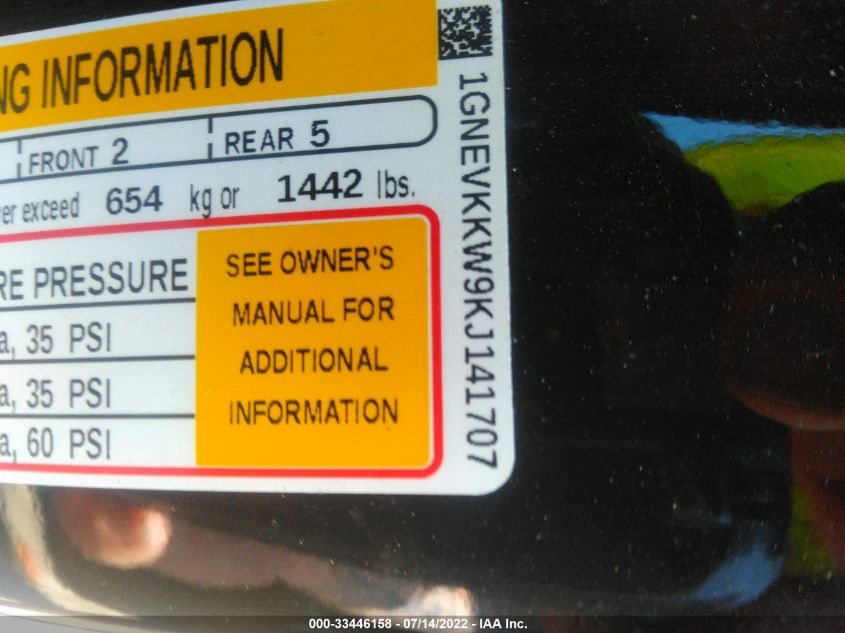 NG INFORMATION
FRONT 2 REAR 5
ver exceed 654 kg or 1442 lbs.
RE PRESSURE
a, 35 PSI
a, 35 PSI
a, 60 PSI
SEE OWNER'S
MANUAL FOR
ADDITIONAL
INFORMATION
1GNEVKKW9KJ141707
000-33446158 - 07/14/2022 - IAA Inc.